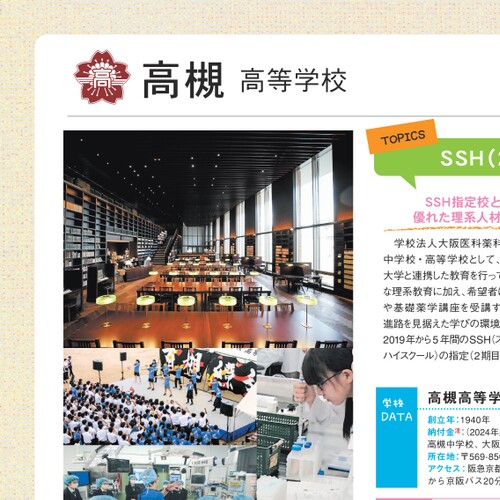 高
高槻 高等学校
TOPICS
SSH(
SSH指定校と
優れた理系人材
学校法人大阪医科薬科
中学校・高等学校として、
大学と連携した教育を行って
な理系教育に加え、希望者に
や基礎薬学講座を受講す
進路を見据えた学びの環境
2019年から5年間のSSH(ス
ハイスクール)の指定(2期目
学校
DATA
高槻高等学
創立年:1940年
納付金注:(2024年
高槻中学校、大阪
所在地:〒569-850
アクセス:阪急京都
から京阪バス20分